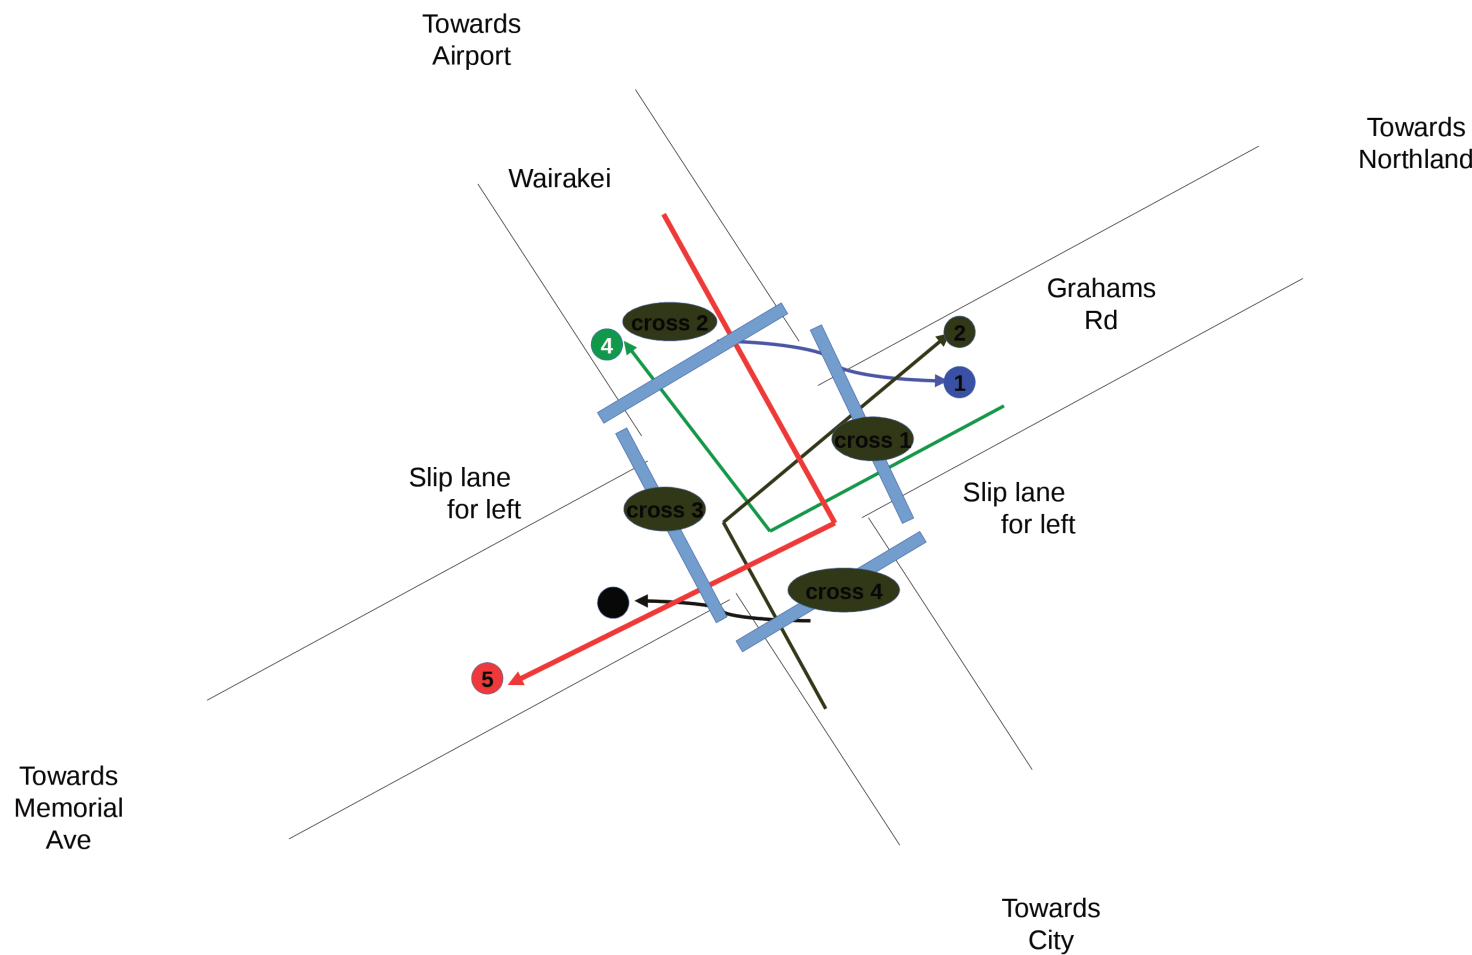 Towards
Airport
Towards
Northland
Wairakei
Grahams
Rd
cross 2
4
2
1
cross 1
Slip lane
for left
Slip lane
for left
cross 3
cross 4
5
Towards
Memorial
Ave
Towards
City